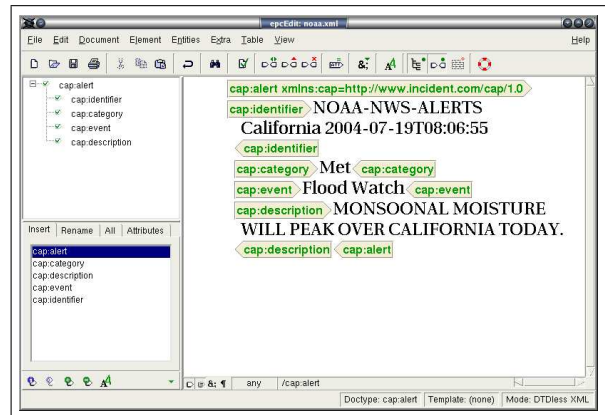 epcEdit: noaa.xml
File Edit Document Element Entities Extra Table View Help
cap:alert
cap:identifier
cap:category
cap:event
cap:description
Insert Rename All Attributes
cap:alert
cap:category
cap:description
cap:event
cap:identifier
cap:alert xmlns:cap=http://www.incident.com/cap/1.0
cap:identifier NOAA-NWS-ALERTS
California 2004-07-19T08:06:55
cap:identifier
cap:category Met cap:category
cap:event Flood Watch cap:event
cap:description MONSOONAL MOISTURE
WILL PEAK OVER CALIFORNIA TODAY.
cap:description cap:alert
&; ¶ any /cap:alert
Doctype: cap:alert Template: (none) Mode: DTDless XML